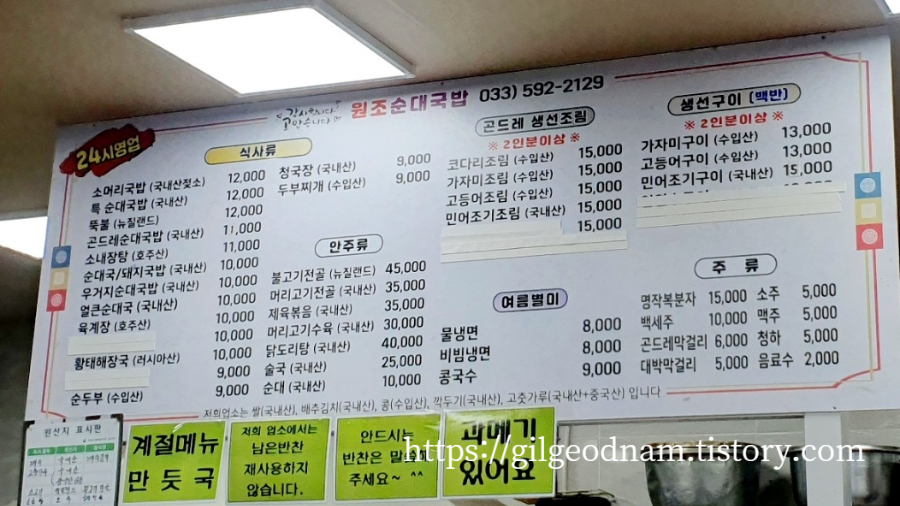 감사합니다 고맙습니다 원조순대국밥 033) 592-2129
24시영업
식사류
소머리국밥 (국내산젖소) 12,000
특 순대국밥 (국내산) 12,000
뚝불 (뉴질랜드) 12,000
곤드레순대국밥 (국내산) 11,000
소내장탕 (호주산) 11,000
순대국/돼지국밥 (국내산) 10,000
우거지순대국밥 (국내산) 10,000
얼큰순대국 (국내산) 10,000
육계장 (호주산) 10,000
10,000
황태해장국 (러시아산) 10,000
9,000
순두부 (수입산) 9,000
청국장 (국내산) 9,000
두부찌개 (수입산) 9,000
안주류
불고기전골 (뉴질랜드) 45,000
머리고기전골 (국내산) 35,000
제육볶음 (국내산) 35,000
머리고기수육 (국내산) 30,000
닭도리탕 (국내산) 40,000
술국 (국내산) 25,000
순대 (국내산) 10,000
곤드레 생선조림
※ 2인분이상 ※
코다리조림 (수입산) 15,000
가자미조림 (수입산) 15,000
고등어조림 (수입산) 15,000
민어조기조림 (국내산) 15,000
15,000
여름별미
물냉면 8,000
비빔냉면 8,000
콩국수 9,000
생선구이 (백반)
※ 2인분이상 ※
가자미구이 (수입산) 13,000
고등어구이 (수입산) 13,000
민어조기구이 (국내산) 15,000
주 류
명작복분자 15,000 소주 5,000
백세주 10,000 맥주 5,000
곤드레막걸리 6,000 청하 5,000
대박막걸리 5,000 음료수 2,000
저희업소는 쌀(국내산), 배추김치(국내산), 콩(수입산), 깍두기(국내산), 고춧가루(국내산+중국산) 입니다
원산지 표시판
계절메뉴
만둣국
저희 업소에서는
남은반찬
재사용하지
않습니다.
안드시는
반찬은 말씀해
주세요~ ^^
과메기
있어요
https://gilgeodnam.tistory.com